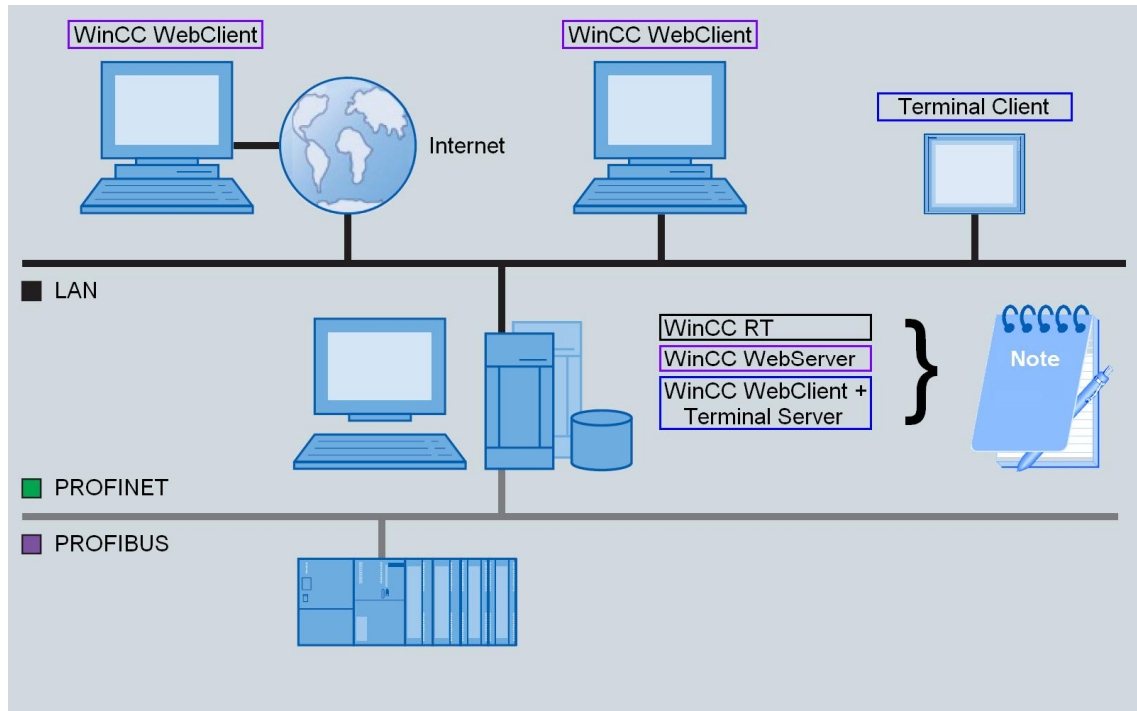 WinCC WebClient
WinCC WebClient
Terminal Client
Internet
LAN
WinCC RT
WinCC WebServer
WinCC WebClient +
Terminal Server
Note
PROFINET
PROFIBUS